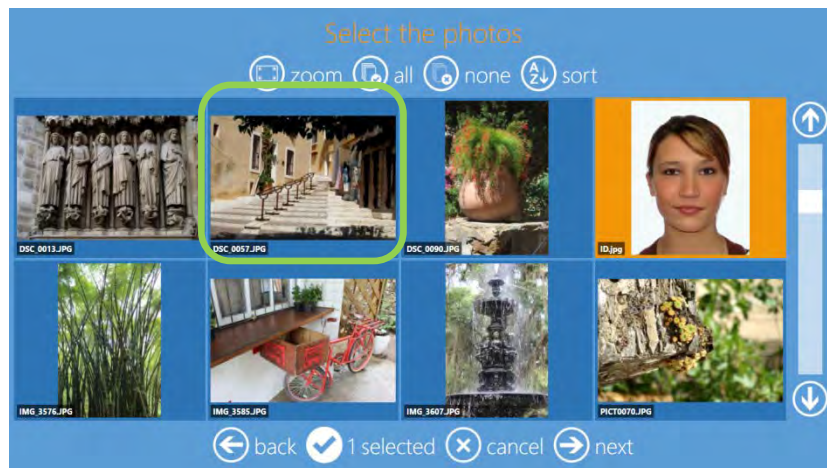 Select the photos
zoom all none sort
DSC_0013.JPG DSC_0057.JPG DSC_0090.JPG ID.jpg
IMG_3576.JPG IMG_3585.JPG IMG_3607.JPG PICT0070.JPG
back 1 selected cancel next